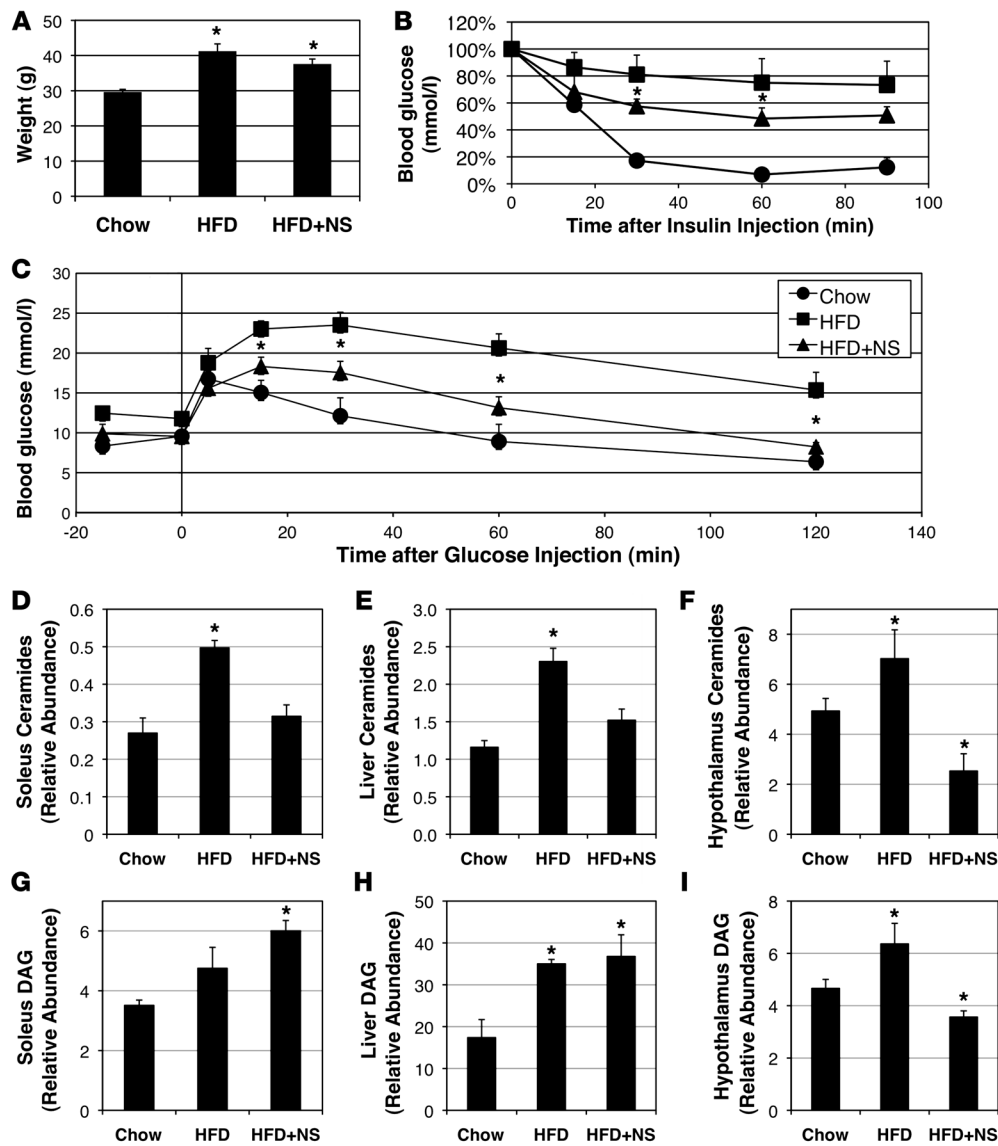 A
Weight (g)
50
40
30
20
10
0
*
*
Chow HFD HFD+NS
B
Blood glucose
(mmol/l)
120%
100%
80%
60%
40%
20%
0%
*
*
0 20 40 60 80 100
Time after Insulin Injection (min)
C
Blood glucose (mmol/l)
30
25
20
15
10
5
0
*
*
*
*
Chow
HFD
HFD+NS
-20 0 20 40 60 80 100 120 140
Time after Glucose Injection (min)
D
Soleus Ceramides
(Relative Abundance)
0.6
0.5
0.4
0.3
0.2
0.1
0
*
Chow HFD HFD+NS
E
Liver Ceramides
(Relative Abundance)
3.0
2.5
2.0
1.5
1.0
0.5
0.0
*
Chow HFD HFD+NS
F
Hypothalamus Ceramides
(Relative Abundance)
8
6
4
2
0
*
*
Chow HFD HFD+NS
G
Soleus DAG
(Relative Abundance)
6
4
2
0
*
Chow HFD HFD+NS
H
Liver DAG
(Relative Abundance)
50
40
30
20
10
0
*
*
Chow HFD HFD+NS
I
Hypothalamus DAG
(Relative Abundance)
8
6
4
2
0
*
*
Chow HFD HFD+NS